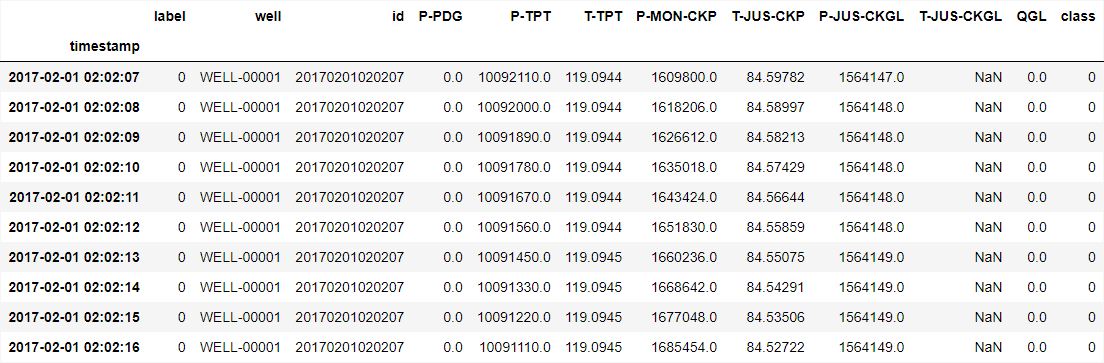 label well id P-PDG P-TPT T-TPT P-MON-CKP T-JUS-CKP P-JUS-CKGL T-JUS-CKGL QGL class
timestamp
2017-02-01 02:02:07 0 WELL-00001 20170201020207 0.0 10092110.0 119.0944 1609800.0 84.59782 1564147.0 NaN 0.0 0
2017-02-01 02:02:08 0 WELL-00001 20170201020207 0.0 10092000.0 119.0944 1618206.0 84.58997 1564148.0 NaN 0.0 0
2017-02-01 02:02:09 0 WELL-00001 20170201020207 0.0 10091890.0 119.0944 1626612.0 84.58213 1564148.0 NaN 0.0 0
2017-02-01 02:02:10 0 WELL-00001 20170201020207 0.0 10091780.0 119.0944 1635018.0 84.57429 1564148.0 NaN 0.0 0
2017-02-01 02:02:11 0 WELL-00001 20170201020207 0.0 10091670.0 119.0944 1643424.0 84.56644 1564148.0 NaN 0.0 0
2017-02-01 02:02:12 0 WELL-00001 20170201020207 0.0 10091560.0 119.0944 1651830.0 84.55859 1564148.0 NaN 0.0 0
2017-02-01 02:02:13 0 WELL-00001 20170201020207 0.0 10091450.0 119.0945 1660236.0 84.55075 1564149.0 NaN 0.0 0
2017-02-01 02:02:14 0 WELL-00001 20170201020207 0.0 10091330.0 119.0945 1668642.0 84.54291 1564149.0 NaN 0.0 0
2017-02-01 02:02:15 0 WELL-00001 20170201020207 0.0 10091220.0 119.0945 1677048.0 84.53506 1564149.0 NaN 0.0 0
2017-02-01 02:02:16 0 WELL-00001 20170201020207 0.0 10091110.0 119.0945 1685454.0 84.52722 1564149.0 NaN 0.0 0